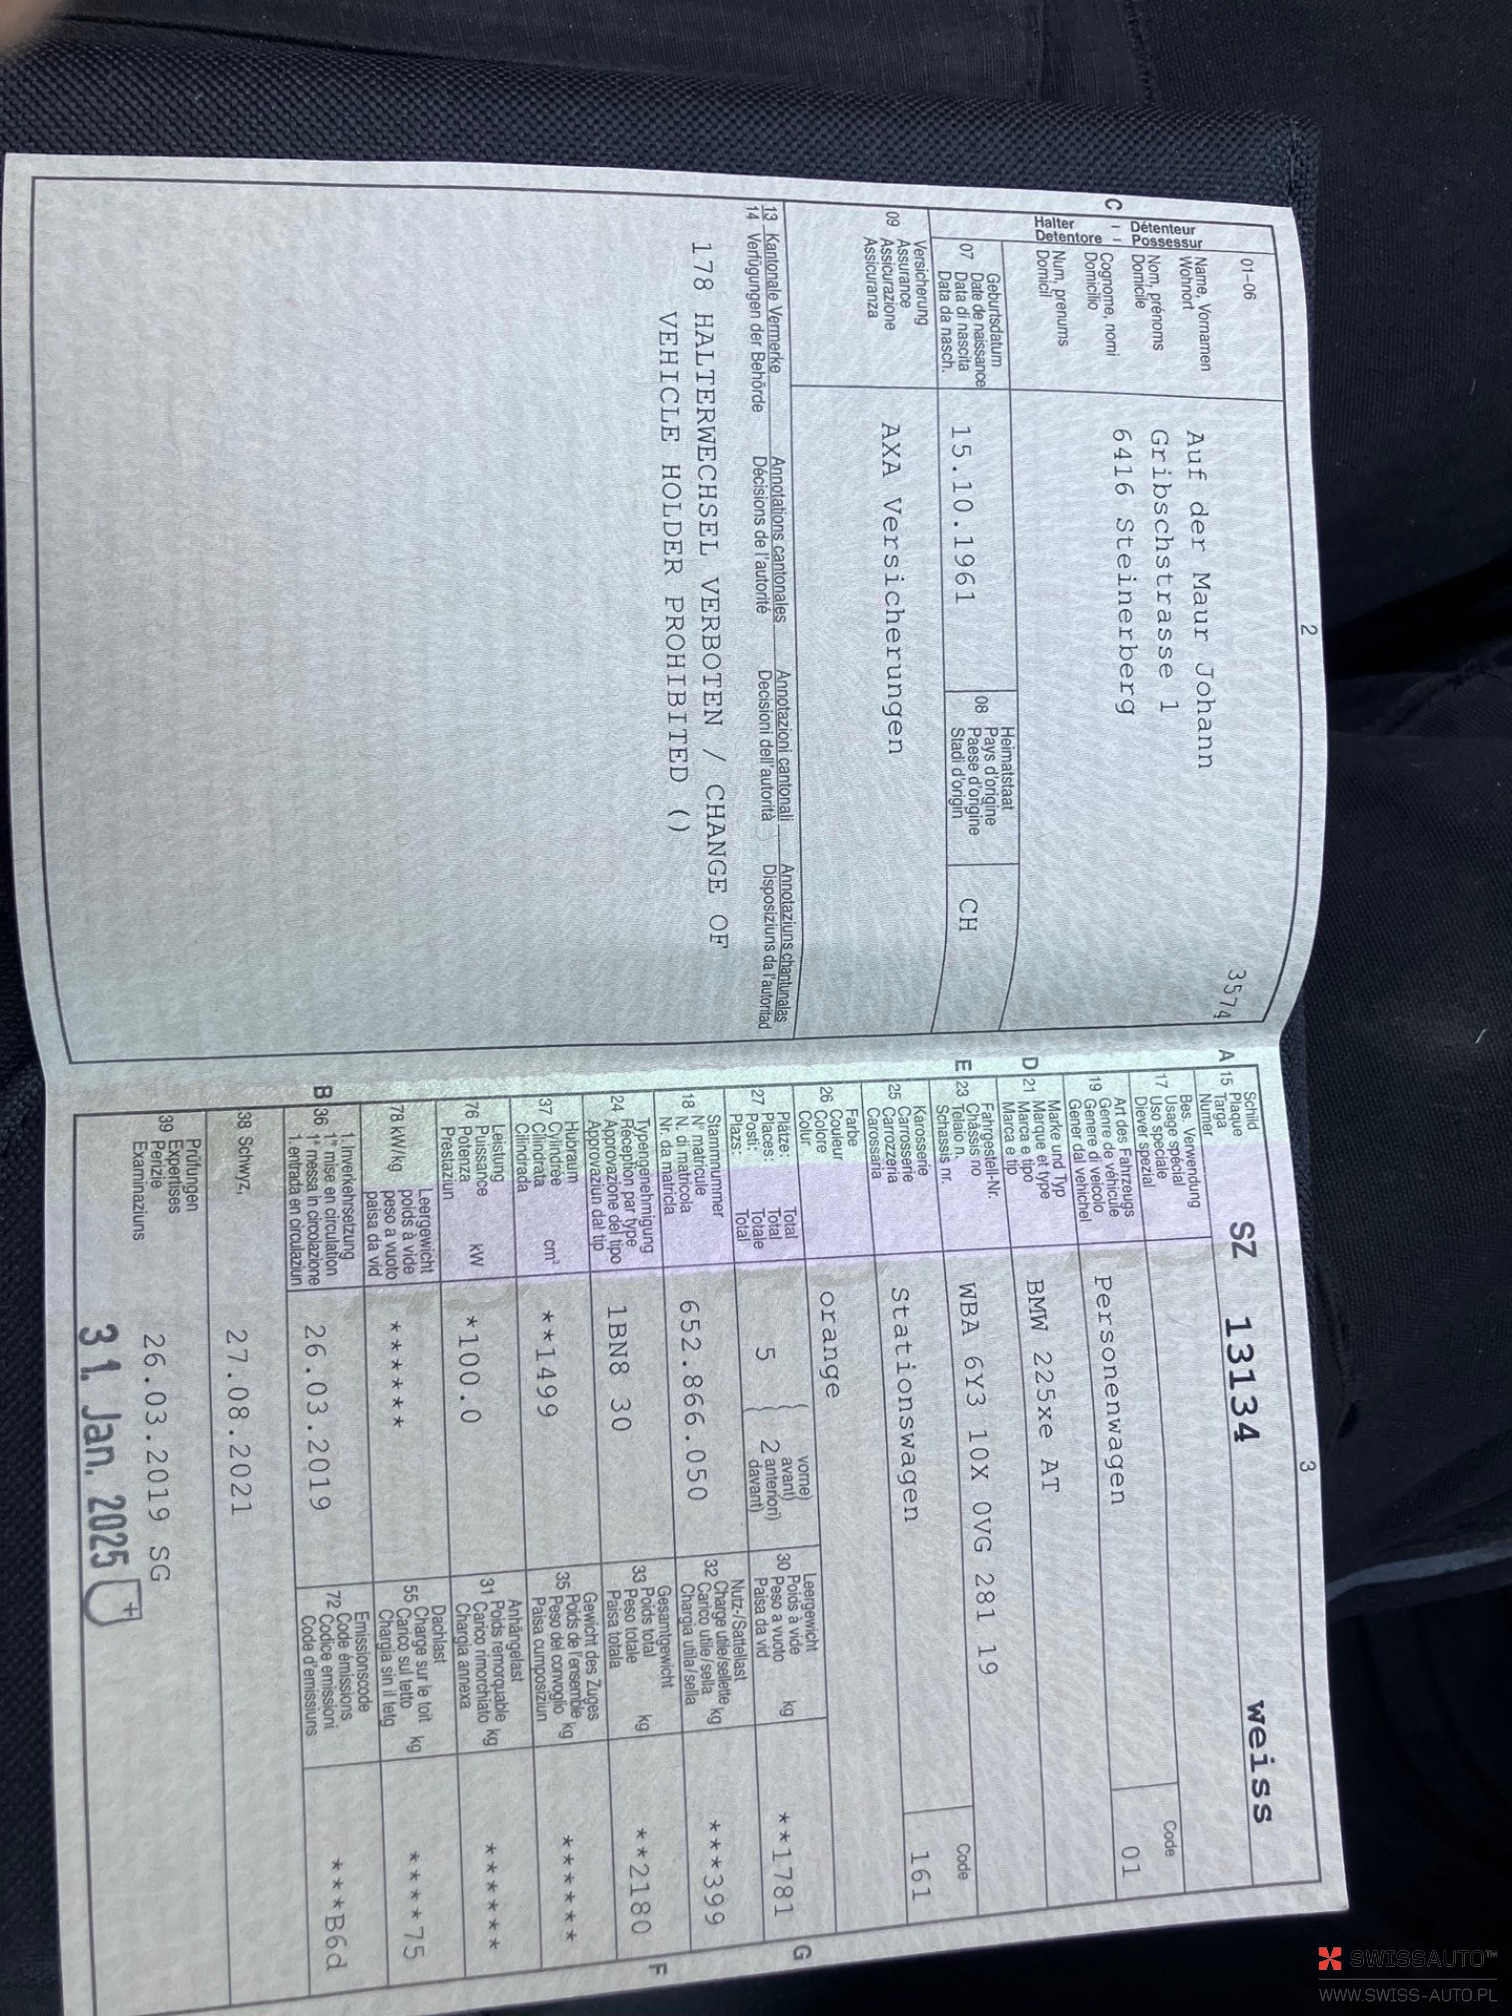 2
3574
01-06
Détenteur
Possessur
C
Halter
Detentore
Name, Vornamen
Wohnort
Nom, prénoms
Domicile
Cognome, nomi
Domicilio
Num, prenums
Domicil
Auf der Maur Johann
Gribschstrasse 1
6416 Steinerberg
07 Geburtsdatum
Date de naissance
Data di nascita
Data da nasch.
15.10.1961
08 Heimatstaat
Pays d'origine
Paese d'origine
Stadi d'origin
CH
09 Versicherung
Assurance
Assicurazione
Assicuranza
AXA Versicherungen
13 Kantonale Vermerke Annotations cantonales Annotazioni cantonali Annotaziuns chantunalas
14 Verfügungen der Behörde Décisions de l'autorité Decisioni dell'autorità Disposiziuns da l'autoritad
178 HALTERWECHSEL VERBOTEN / CHANGE OF
VEHICLE HOLDER PROHIBITED ()
3
A 15 Schild
Plaque
Targa
Numer
SZ 13134 weiss
17 Bes. Verwendung
Usage spécial
Uso speciale
Diever spezial
Code
19 Art des Fahrzeugs
Genre de véhicule
Genere di veicolo
Gener dal vehichel
Personenwagen
01
D 21 Marke und Typ
Marque et type
Marca e tipo
Marca e tip
BMW 225xe AT
E 23 Fahrgestell-Nr.
Châssis no
Telaio n.
Schassis nr.
WBA 6Y3 10X 0VG 281 19
Code
25 Karosserie
Carrosserie
Carrozzeria
Carossaria
Stationswagen
161
26 Farbe
Couleur
Colore
Colur
orange
27 Plätze: Total
Places: Total
Posti: Totale
Plazs: Total
5
2
vorne)
avant)
anteriori)
davant)
30 Leergewicht
Poids à vide
Peso a vuoto
Paisa da vid
kg
**1781
G
18 Stammnummer
N° matricule
N. di matricola
Nr. da matricla
652.866.050
32 Nutz-/Sattellast
Charge utile/sellette
Carico utile/sella
Chargia utila/sella
kg
***399
24 Typengenehmigung
Réception par type
Approvazione del tipo
Approvaziun dal tip
1BN8 30
33 Gesamtgewicht
Poids total
Peso totale
Paisa totala
kg
**2180
F
37 Hubraum
Cylindrée
Cilindrata
Cilindrada
cm³
**1499
35 Gewicht des Zuges
Poids de l'ensemble
Peso del convoglio
Paisa cumposiziun
kg
******
76 Leistung
Puissance
Potenza
Prestaziun
kW
*100.0
31 Anhängelast
Poids remorquable
Carico rimorchiato
Chargia annexa
kg
******
78 kW/kg
Leergewicht
poids à vide
peso a vuoto
paisa da vid
******
55 Dachlast
Charge sur le toit
Carico sul tetto
Chargia sin il tetg
kg
****75
B 36 1. Inverkehrsetzung
1re mise en circulation
1a messa in circolazione
1. entrada en circulaziun
26.03.2019
72 Emissionscode
Code émissions
Codice emissioni
Code d'emissiuns
***B6d
38 Schwyz,
27.08.2021
39 Prüfungen
Expertises
Perizie
Examinaziuns
26.03.2019 SG
31. Jan. 2025
SWISSAUTO™
WWW.SWISS-AUTO.PL